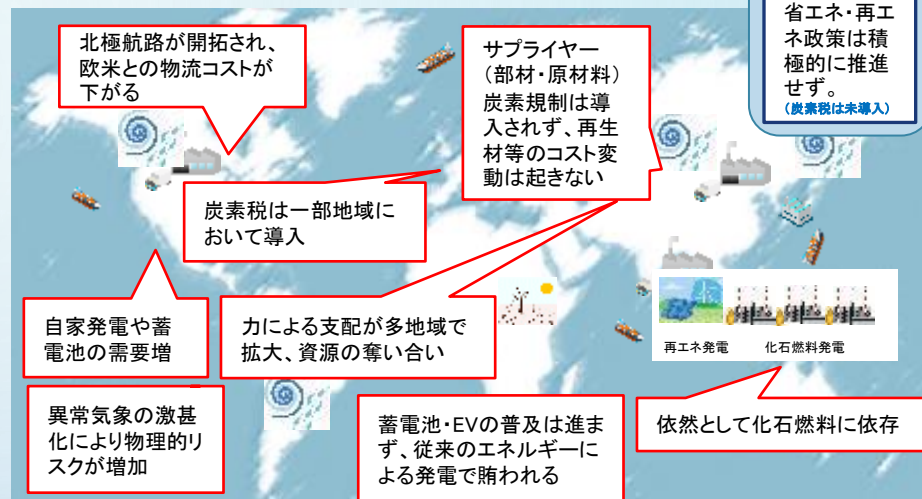 北極航路が開拓され、
欧米との物流コストが
下がる
サプライヤー
（部材・原材料）
炭素規制は導
入されず、再生
材等のコスト変
動は起きない
省エネ・再エ
ネ政策は積
極的に推進
せず。
（炭素税は未導入）
炭素税は一部地域に
おいて導入
自家発電や蓄
電池の需要増
力による支配が多地域で
拡大、資源の奪い合い
再エネ発電
化石燃料発電
異常気象の激甚
化により物理的リ
スクが増加
蓄電池・EVの普及は進ま
ず、従来のエネルギーに
よる発電で賄われる
依然として化石燃料に依存